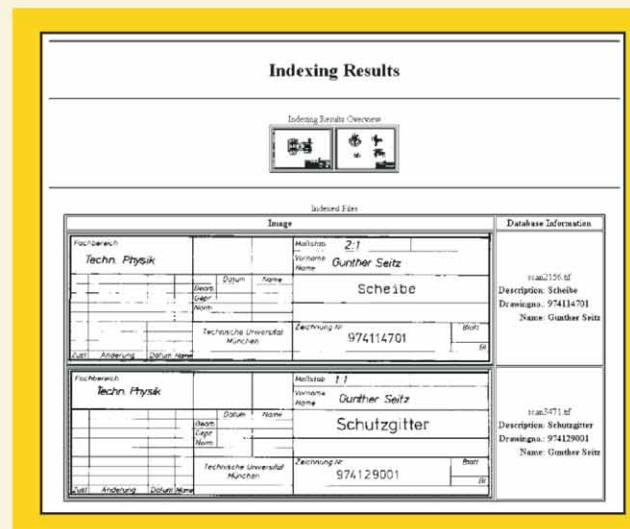 Indexing Results
Indexing Results Overview
Indexed Files
Image Database Information
Fachbereich
Techn. Physik
Maßstab 2:1
Vorname
Name Gunther Seitz
Datum Name
Bearb.
Gepr.
Norm
Scheibe
Technische Universität
München
Zeichnung Nr.
974114701
Blatt
Bl.
Zust Änderung Datum Name
scan2156.tif
Description: Scheibe
Drawingno.: 974114701
Name: Gunther Seitz
Fachbereich
Techn. Physik
Maßstab 1:1
Vorname
Name Gunther Seitz
Datum Name
Bearb.
Gepr.
Norm
Schutzgitter
Technische Universität
München
Zeichnung Nr.
974129001
Blatt
Bl.
Zust Änderung Datum Name
scan3471.tif
Description: Schutzgitter
Drawingno.: 974129001
Name: Gunther Seitz